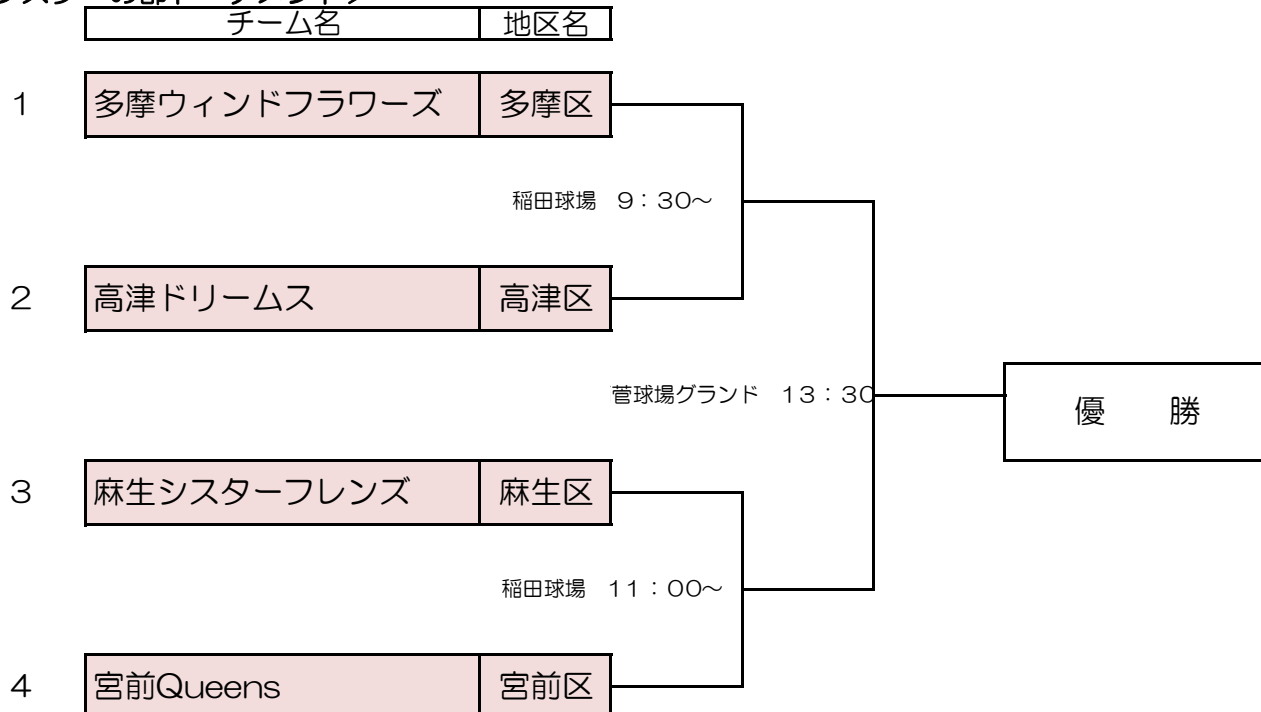 チーム名 地区名
1 多摩ウィンドフラワーズ 多摩区
稲田球場 9：30～
2 高津ドリームス 高津区
菅球場グランド 13：30
優 勝
3 麻生シスターフレンズ 麻生区
稲田球場 11：00～
4 宮前Queens 宮前区